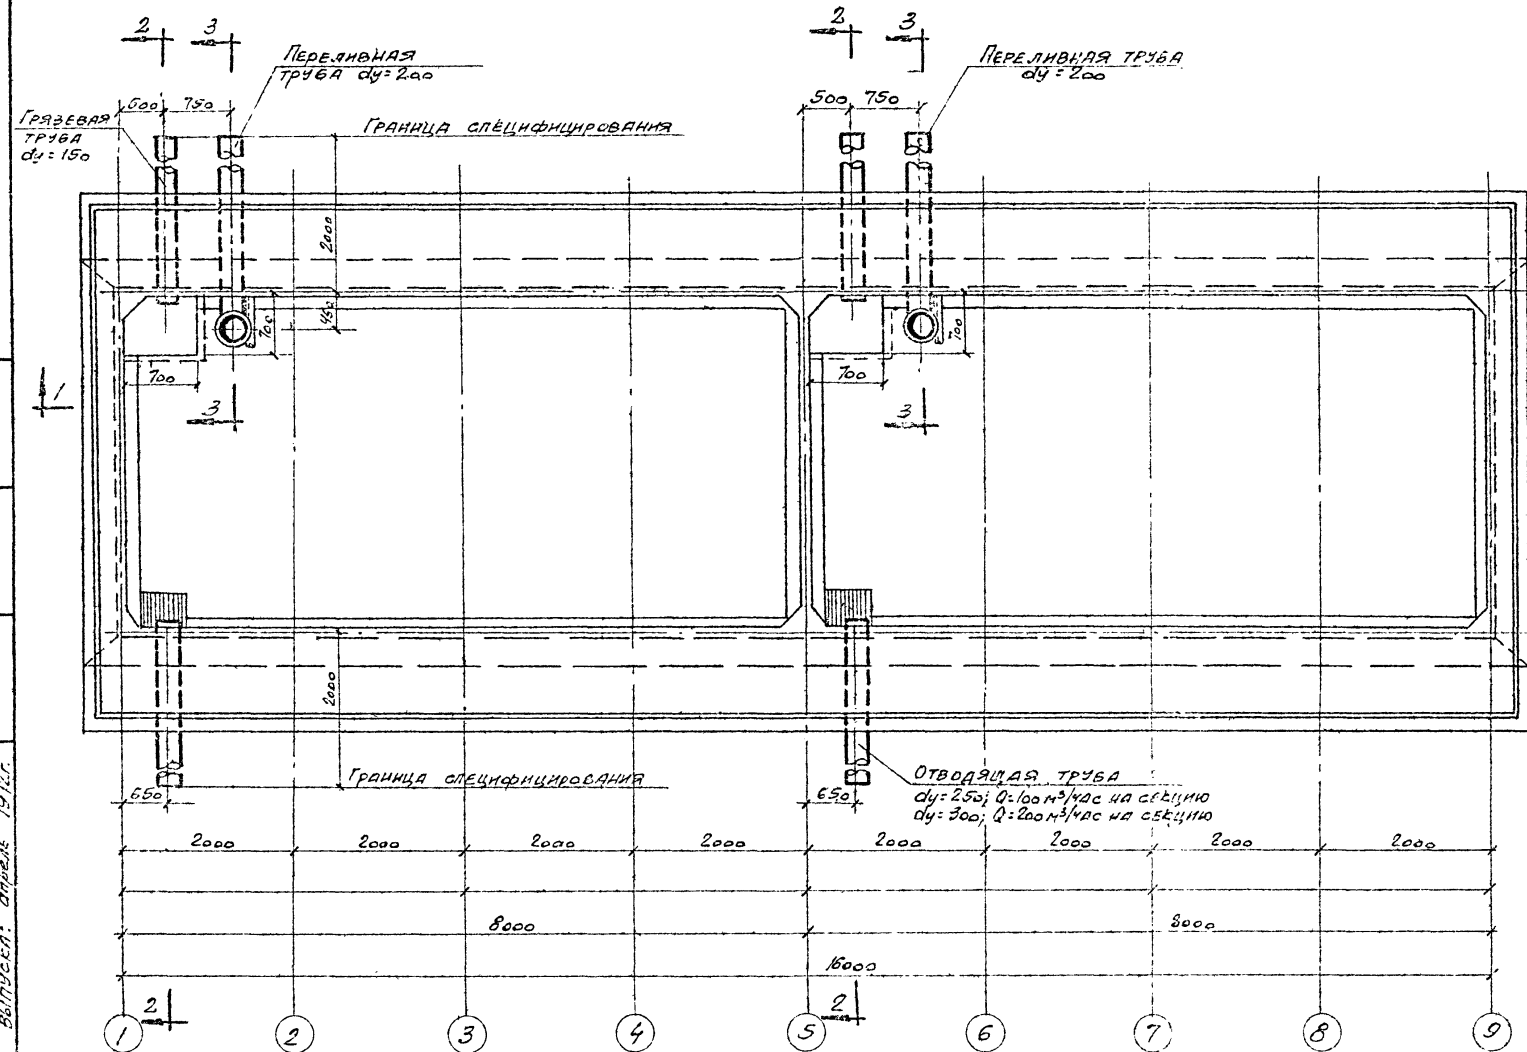 2 3
2 3
Переливная
труба dу=200
Переливная труба
dу=200
500 750
500 750
Грязевая
труба
dу=150
Граница специфицирования
2000
450
700
700
700
700
1
3
3
2000
Граница специфицирования
Отводящая труба
dу=250; Q=100 м³/час на секцию
dу=300; Q=200 м³/час на секцию
650
650
2000 2000 2000 2000 2000 2000 2000 2000
8000 8000
16000
2 2
1 2 3 4 5 6 7 8 9
выпуска: апрель